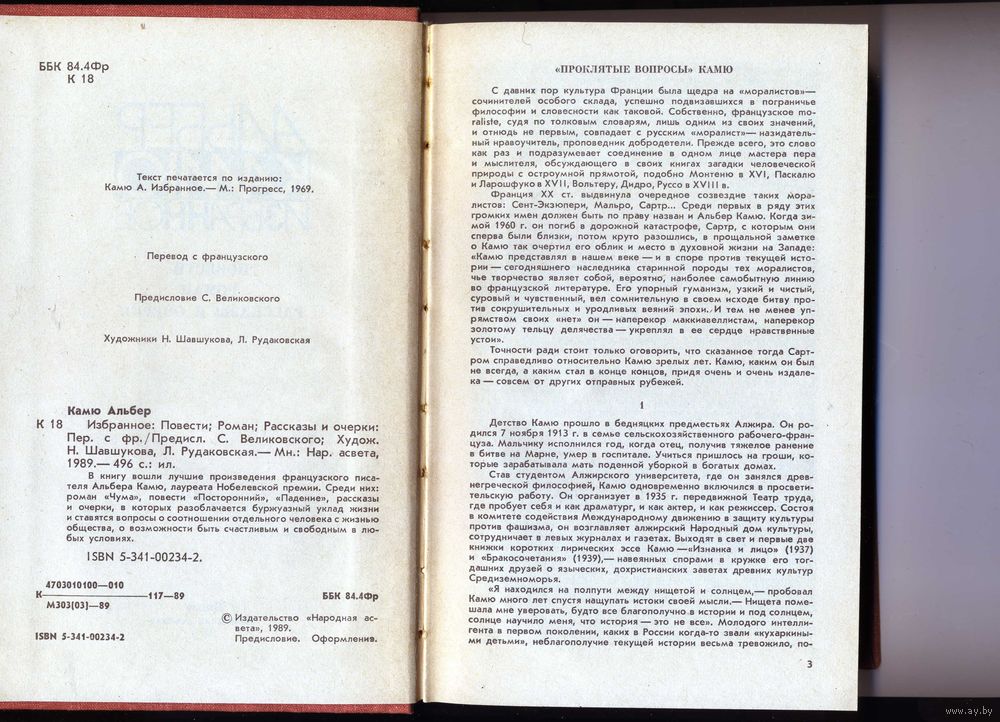 ББК 84.4Фр
К 18
Текст печатается по изданию:
Камю А. Избранное.— М.: Прогресс, 1969.
Перевод с французского
Предисловие С. Великовского
Художники Н. Шавшукова, Л. Рудаковская
Камю Альбер
К 18 Избранное: Повести; Роман; Рассказы и очерки:
Пер. с фр./Предисл. С. Великовского; Худож.
Н. Шавшукова, Л. Рудаковская.— Мн.: Нар. асвета,
1989.— 496 с.: ил.
В книгу вошли лучшие произведения французского писа-
теля Альбера Камю, лауреата Нобелевской премии. Среди них:
роман «Чума», повести «Посторонний», «Падение», рассказы
и очерки, в которых разоблачается буржуазный уклад жизни
и ставятся вопросы о соотношении отдельного человека с жизнью
общества, о возможности быть счастливым и свободным в лю-
бых условиях.
ISBN 5-341-00234-2.
4703010100—010
К————117—89
М303(03)—89
ББК 84.4Фр
ISBN 5-341-00234-2
© Издательство «Народная ас-
вета», 1989.
Предисловие. Оформление.
«ПРОКЛЯТЫЕ ВОПРОСЫ» КАМЮ
С давних пор культура Франции была щедра на «моралистов»—
сочинителей особого склада, успешно подвизавшихся в пограничье
философии и словесности как таковой. Собственно, французское mo-
raliste, судя по толковым словарям, лишь одним из своих значений,
и отнюдь не первым, совпадает с русским «моралист»— назидатель-
ный нравоучитель, проповедник добродетели. Прежде всего, это слово
как раз и подразумевает соединение в одном лице мастера пера
и мыслителя, обсуждающего в своих книгах загадки человеческой
природы с остроумной прямотой, подобно Монтеню в XVI, Паскалю
и Ларошфуко в XVII, Вольтеру, Дидро, Руссо в XVIII в.
Франция XX ст. выдвинула очередное созвездие таких мора-
листов: Сент-Экзюпери, Мальро, Сартр... Среди первых в ряду этих
громких имен должен быть по праву назван и Альбер Камю. Когда зи-
мой 1960 г. он погиб в дорожной катастрофе, Сартр, с которым они
сперва были близки, потом круто разошлись, в прощальной заметке
о Камю так очертил его облик и место в духовной жизни на Западе:
«Камю представлял в нашем веке — и в споре против текущей исто-
рии — сегодняшнего наследника старинной породы тех моралистов,
чье творчество являет собой, вероятно, наиболее самобытную линию
во французской литературе. Его упорный гуманизм, узкий и чистый,
суровый и чувственный, вел сомнительную в своем исходе битву про-
тив сокрушительных и уродливых веяний эпохи. И тем не менее уп-
рямством своих «нет» он — наперекор маккиавеллистам, наперекор
золотому тельцу делячества — укреплял в ее сердце нравственные
устои».
Точности ради стоит только оговорить, что сказанное тогда Сарт-
ром справедливо относительно Камю зрелых лет. Камю, каким он был
не всегда, а каким стал в конце концов, придя очень и очень издале-
ка — совсем от других отправных рубежей.
1
Детство Камю прошло в бедняцких предместьях Алжира. Он ро-
дился 7 ноября 1913 г. в семье сельскохозяйственного рабочего-фран-
цуза. Мальчику исполнился год, когда отец, получив тяжелое ранение
в битве на Марне, умер в госпитале. Учиться пришлось на гроши, ко-
торые зарабатывала мать поденной уборкой в богатых домах.
Став студентом Алжирского университета, где он занялся древ-
негреческой философией, Камю одновременно включился в просвети-
тельскую работу. Он организует в 1935 г. передвижной Театр труда,
где пробует себя и как драматург, и как актер, и как режиссер. Состоя
в комитете содействия Международному движению в защиту культуры
против фашизма, он возглавляет алжирский Народный дом культуры,
сотрудничает в левых журналах и газетах. Выходят в свет и первые две
книжки коротких лирических эссе Камю —«Изнанка и лицо» (1937)
и «Бракосочетания» (1939),— навеянных спорами в кружке его тог-
дашних друзей о языческих, дохристианских заветах древних культур
Средиземноморья.
«Я находился на полпути между нищетой и солнцем,— пробовал
Камю много лет спустя нащупать истоки своей мысли.— Нищета поме-
шала мне уверовать, будто все благополучно в истории и под солнцем,
солнце научило меня, что история — это не все». Молодого интелли-
гента в первом поколении, каких в России когда-то звали «кухаркины-
ми детьми», неблагополучие текущей истории весьма тревожило, по-
3
www.ay.by